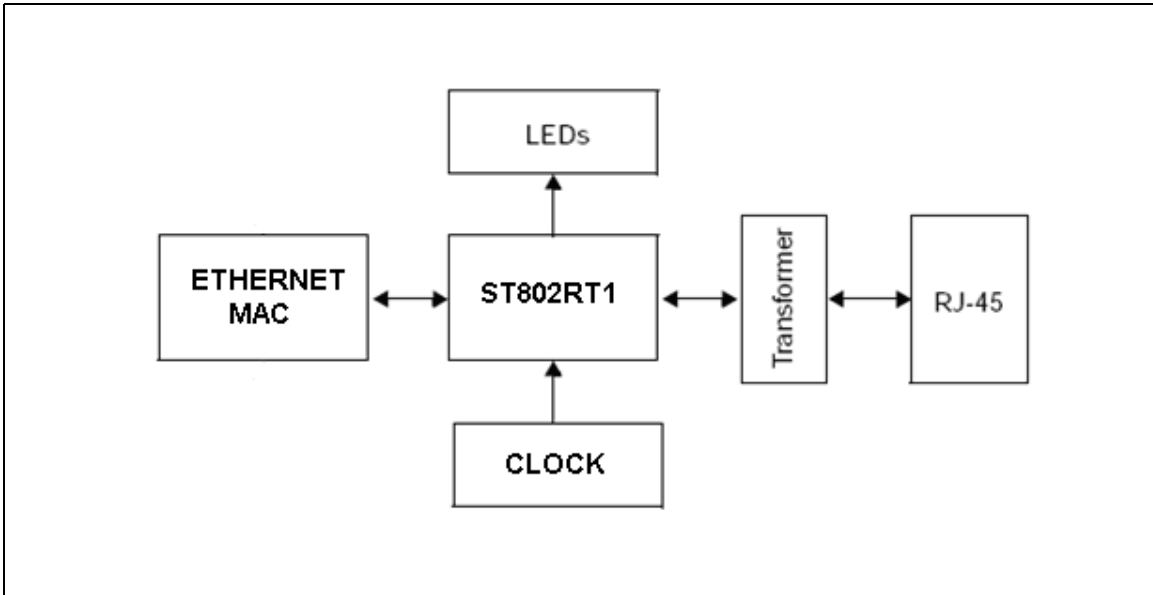 LEDs
ETHERNET
MAC
ST802RT1
Transformer
RJ-45
CLOCK